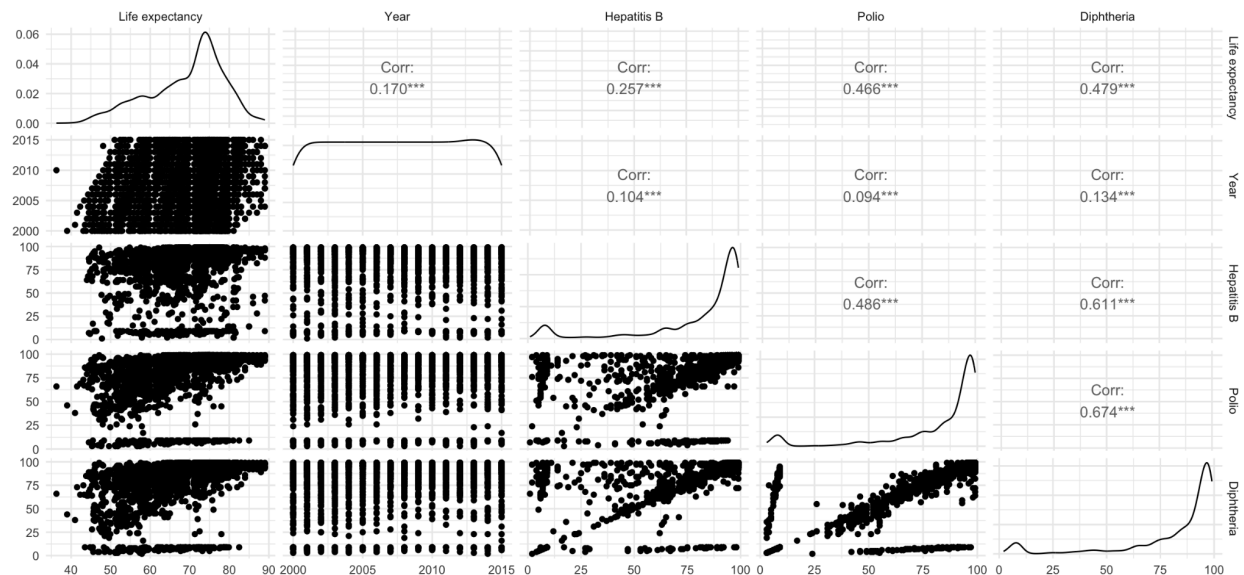 Life expectancy Year Hepatitis B Polio Diphtheria
0.06
0.04
0.02
0.00
Corr:
0.170***
Corr:
0.257***
Corr:
0.466***
Corr:
0.479***
Life expectancy
2015
2010
2005
2000
Corr:
0.104***
Corr:
0.094***
Corr:
0.134***
Year
100
75
50
25
0
Corr:
0.486***
Corr:
0.611***
Hepatitis B
100
75
50
25
0
Corr:
0.674***
Polio
100
75
50
25
0
Diphtheria
40 50 60 70 80 90 2000 2005 2010 2015 0 25 50 75 100 0 25 50 75 100 0 25 50 75 100